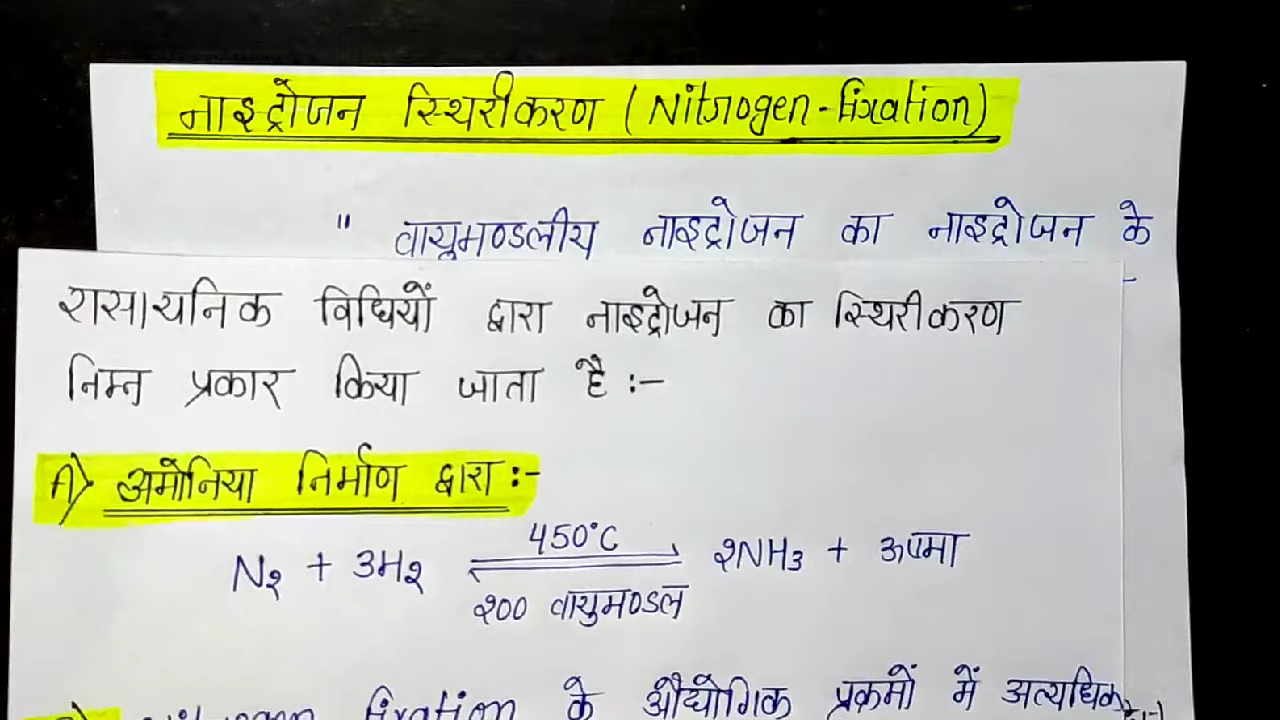 नाइट्रोजन स्थिरीकरण (Nitrogen-fixation)
" वायुमण्डलीय नाइट्रोजन का नाइट्रोजन के
रासायनिक विधियों द्वारा नाइट्रोजन का स्थिरीकरण
निम्न प्रकार किया जाता है :-
A) अमोनिया निर्माण द्वारा :-
450°C
N₂ + 3H₂ ⇌ 2NH₃ + ऊष्मा
200 वायुमण्डल
fixation के औद्योगिक प्रक्रमों में अत्यधिक